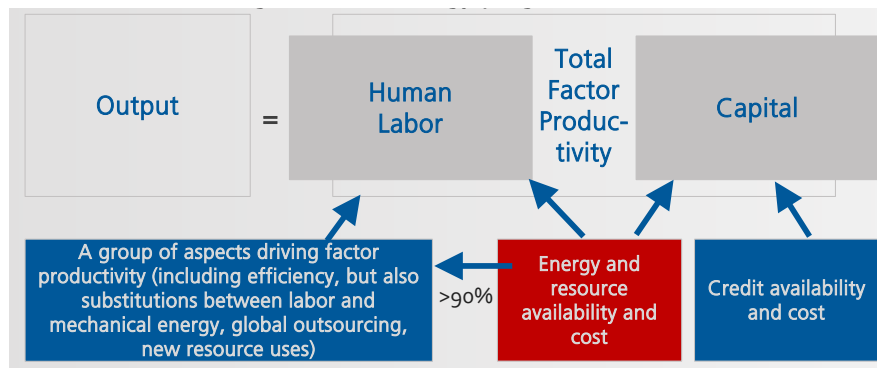 Output
=
Human
Labor
Total
Factor
Produc-
tivity
Capital
A group of aspects driving factor
productivity (including efficiency, but also
substitutions between labor and
mechanical energy, global outsourcing,
new resource uses)
>90%
Energy and
resource
availability and
cost
Credit availability
and cost